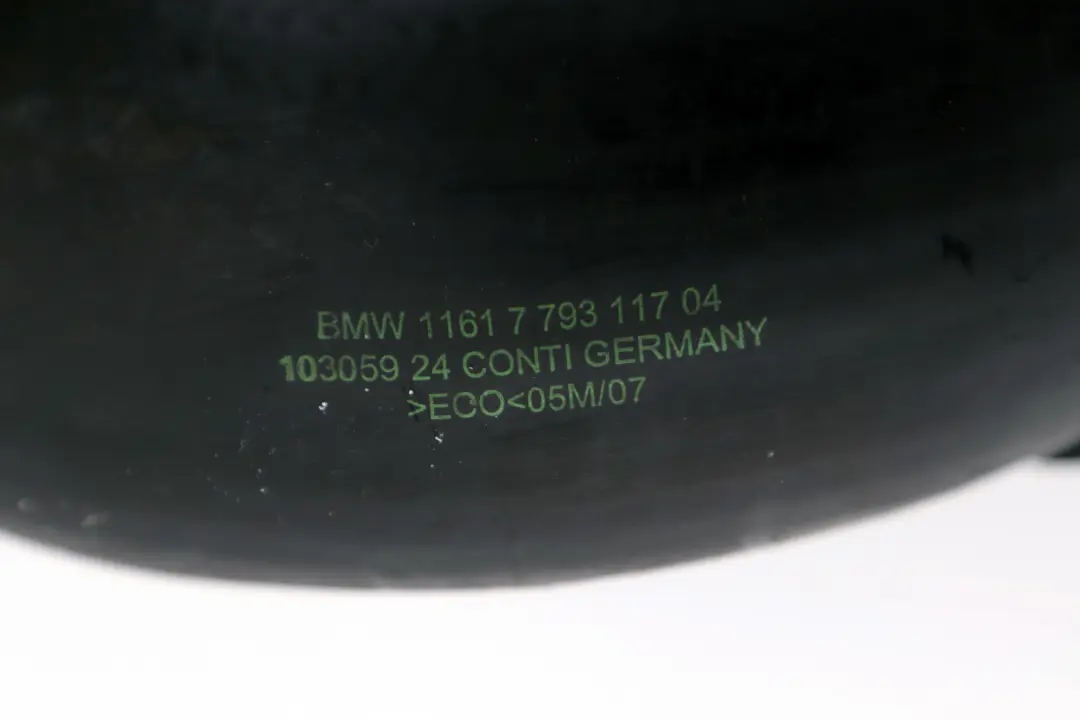 BMW 1161 7 793 117 04
103059 24 CONTI GERMANY
>ECO<05M/07